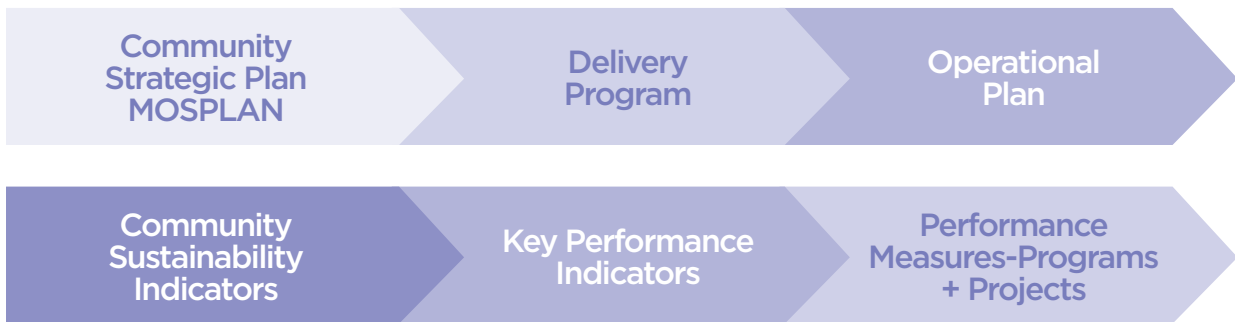 Community
Strategic Plan
MOSPLAN
Delivery
Program
Operational
Plan
Community
Sustainability
Indicators
Key Performance
Indicators
Performance
Measures-Programs
+ Projects